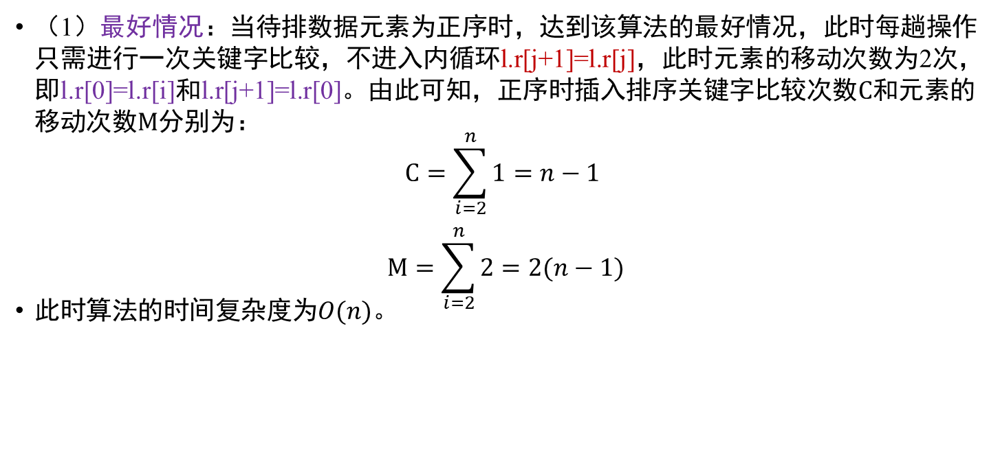 • （1）最好情况：当待排数据元素为正序时，达到该算法的最好情况，此时每趟操作
只需进行一次关键字比较，不进入内循环l.r[j+1]=l.r[j]，此时元素的移动次数为2次，
即l.r[0]=l.r[i]和l.r[j+1]=l.r[0]。由此可知，正序时插入排序关键字比较次数C和元素的
移动次数M分别为：
C = ∑_{i=2}^{n} 1 = n − 1
M = ∑_{i=2}^{n} 2 = 2(n − 1)
• 此时算法的时间复杂度为O(n)。